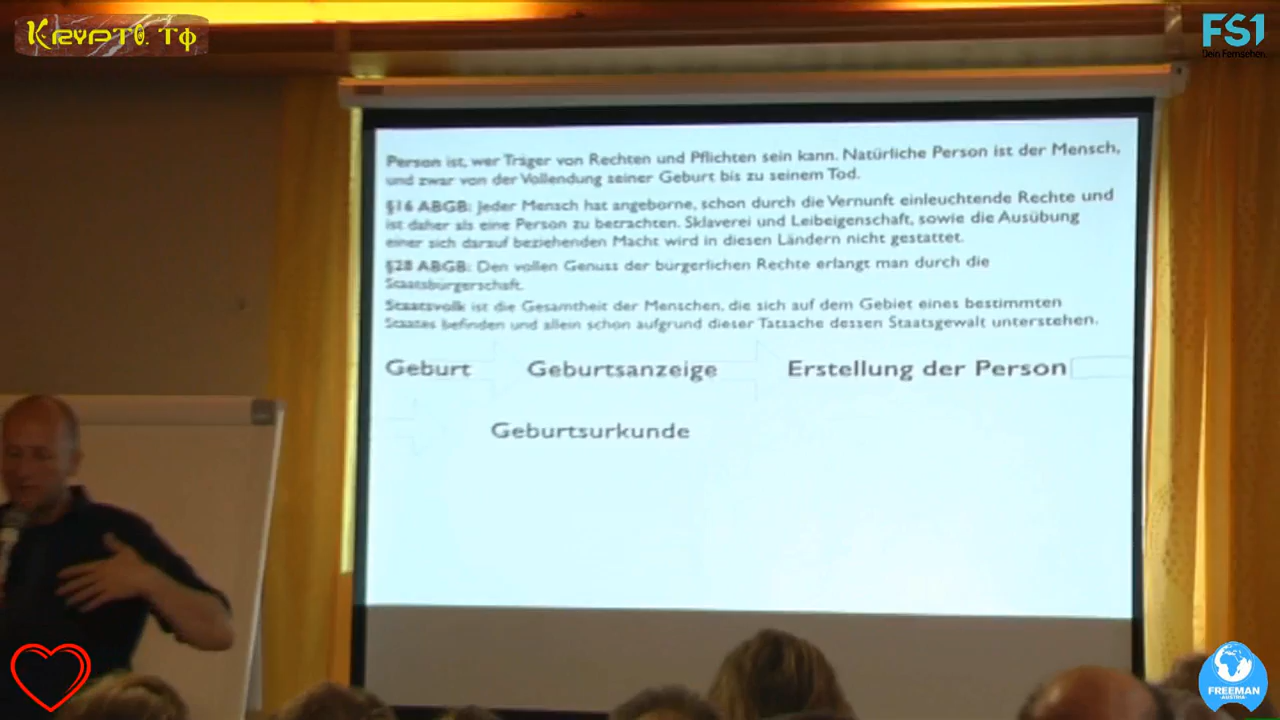 KRYPTO.TΦ
FS1
Dein Fernsehen.
Person ist, wer Träger von Rechten und Pflichten sein kann. Natürliche Person ist der Mensch,
und zwar von der Vollendung seiner Geburt bis zu seinem Tod.
§16 ABGB: Jeder Mensch hat angeborne, schon durch die Vernunft einleuchtende Rechte und
ist daher als eine Person zu betrachten. Sklaverei und Leibeigenschaft, sowie die Ausübung
einer sich darauf beziehenden Macht wird in diesen Ländern nicht gestattet.
§28 ABGB: Den vollen Genuss der bürgerlichen Rechte erlangt man durch die
Staatsbürgerschaft.
Staatsvolk ist die Gesamtheit der Menschen, die sich auf dem Gebiet eines bestimmten
Staates befinden und allein schon aufgrund dieser Tatsache dessen Staatsgewalt unterstehen.
Geburt Geburtsanzeige Erstellung der Person
Geburtsurkunde
FREEMAN
·AUSTRIA·